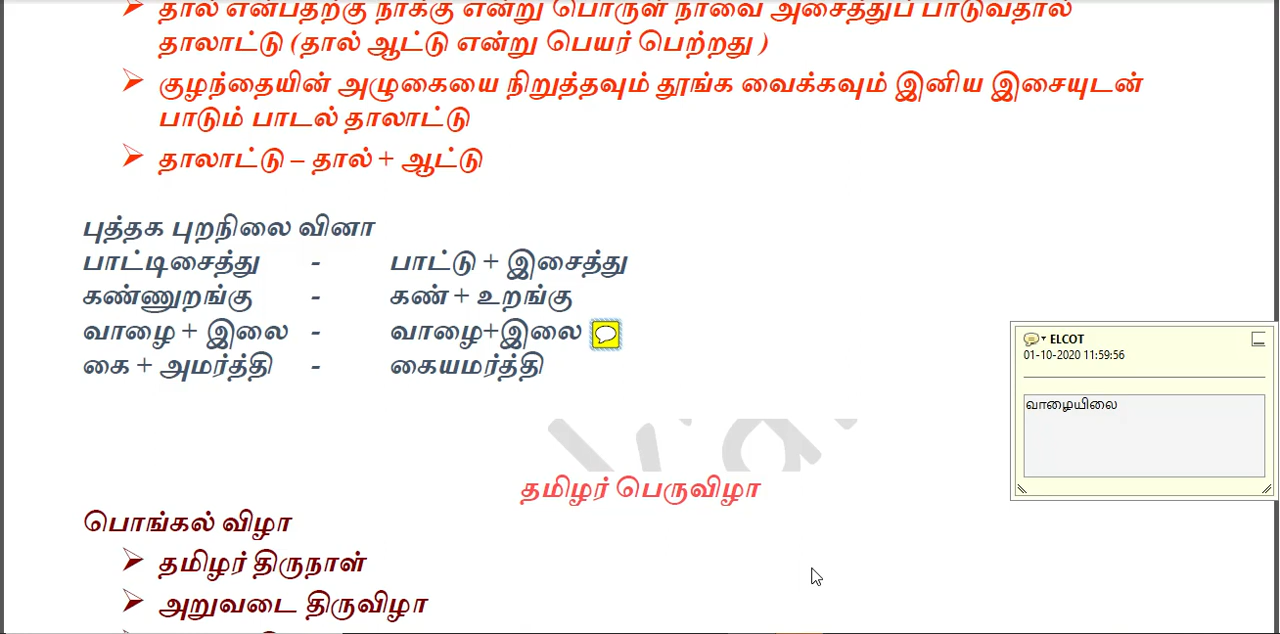 தால் என்பதற்கு நாக்கு என்று பொருள் நாவை அசைத்துப் பாடுவதால்
தாலாட்டு (தால் ஆட்டு என்று பெயர் பெற்றது )
குழந்தையின் அழுகையை நிறுத்தவும் தூங்க வைக்கவும் இனிய இசையுடன்
பாடும் பாடல் தாலாட்டு
தாலாட்டு – தால் + ஆட்டு
புத்தக புறநிலை வினா
பாட்டிசைத்து - பாட்டு + இசைத்து
கண்ணுறங்கு - கண் + உறங்கு
வாழை + இலை - வாழை+இலை
கை + அமர்த்தி - கையமர்த்தி
ELCOT
01-10-2020 11:59:56
வாழையிலை
தமிழர் பெருவிழா
பொங்கல் விழா
தமிழர் திருநாள்
அறுவடை திருவிழா